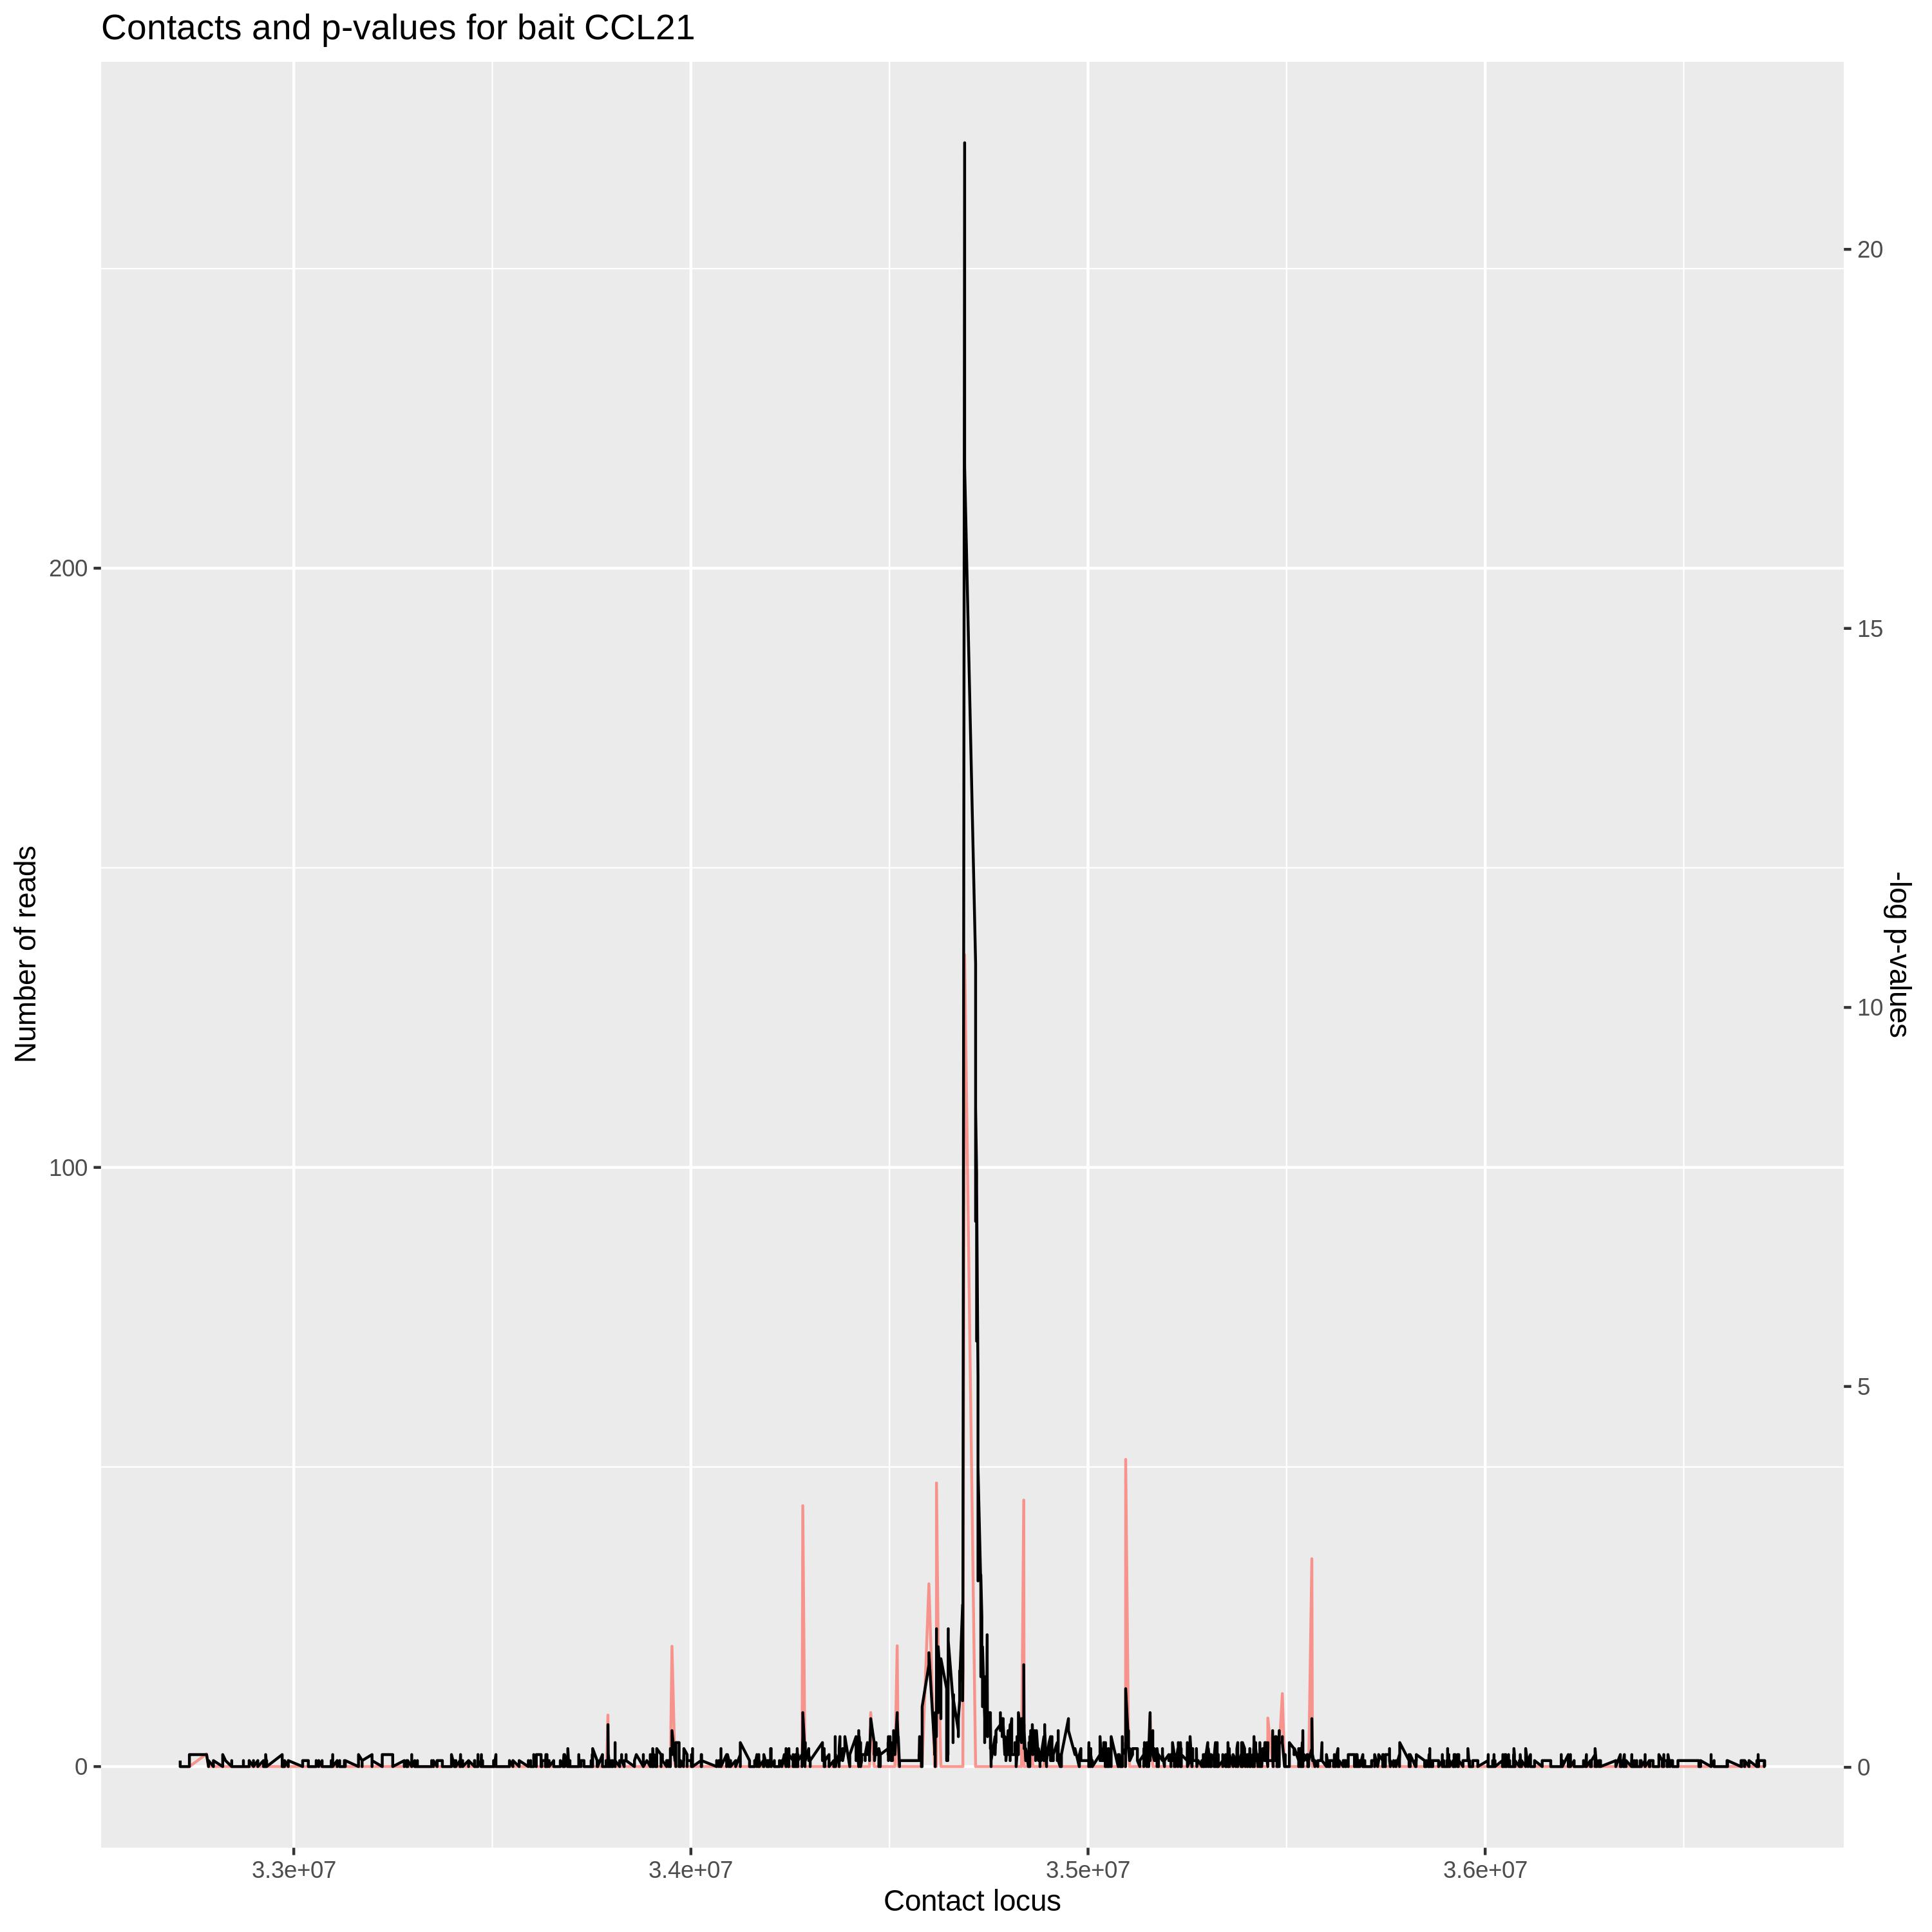 Contacts and p-values for bait CCL21
Number of reads
200
100
0
20
15
10
5
0
-log p-values
3.3e+07 3.4e+07 3.5e+07 3.6e+07
Contact locus